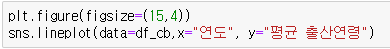 plt.figure(figsize=(15,4))
sns.lineplot(data=df_cb,x="연도", y="평균 출산연령")